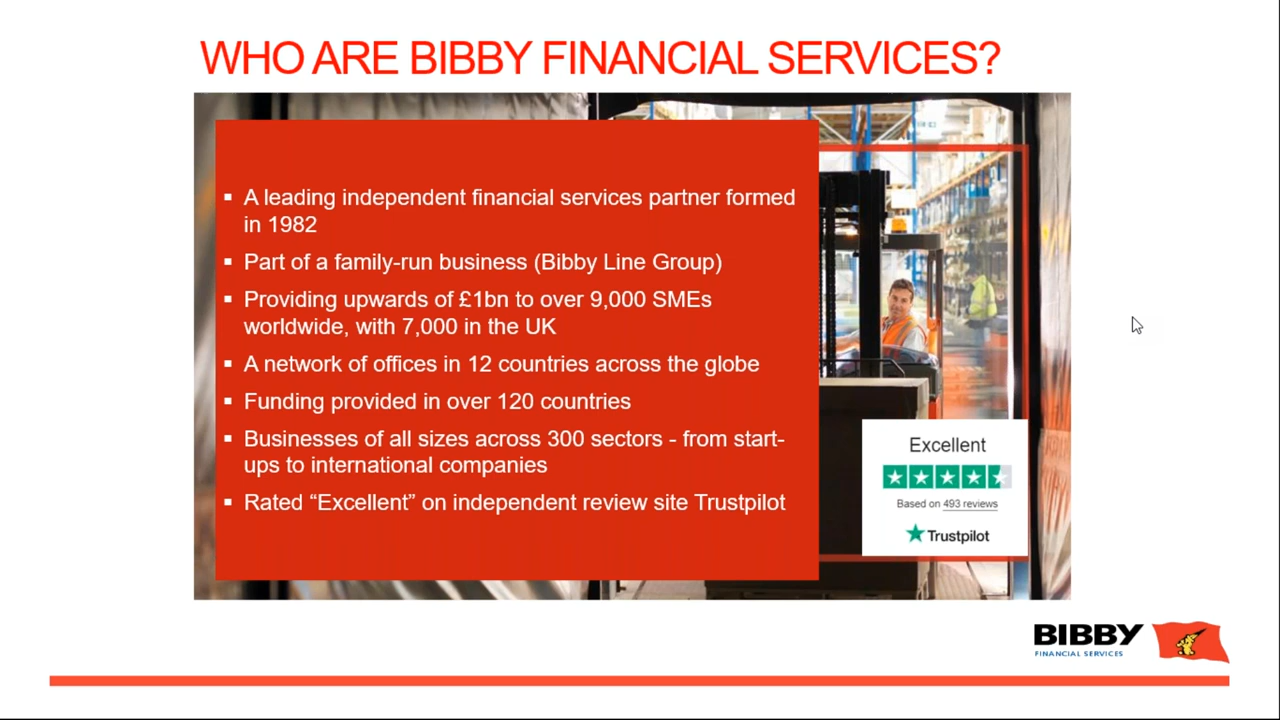 WHO ARE BIBBY FINANCIAL SERVICES?
▪ A leading independent financial services partner formed
in 1982
▪ Part of a family-run business (Bibby Line Group)
▪ Providing upwards of £1bn to over 9,000 SMEs
worldwide, with 7,000 in the UK
▪ A network of offices in 12 countries across the globe
▪ Funding provided in over 120 countries
▪ Businesses of all sizes across 300 sectors - from start-
ups to international companies
▪ Rated “Excellent” on independent review site Trustpilot
Excellent
Based on 493 reviews
Trustpilot
BIBBY
FINANCIAL SERVICES